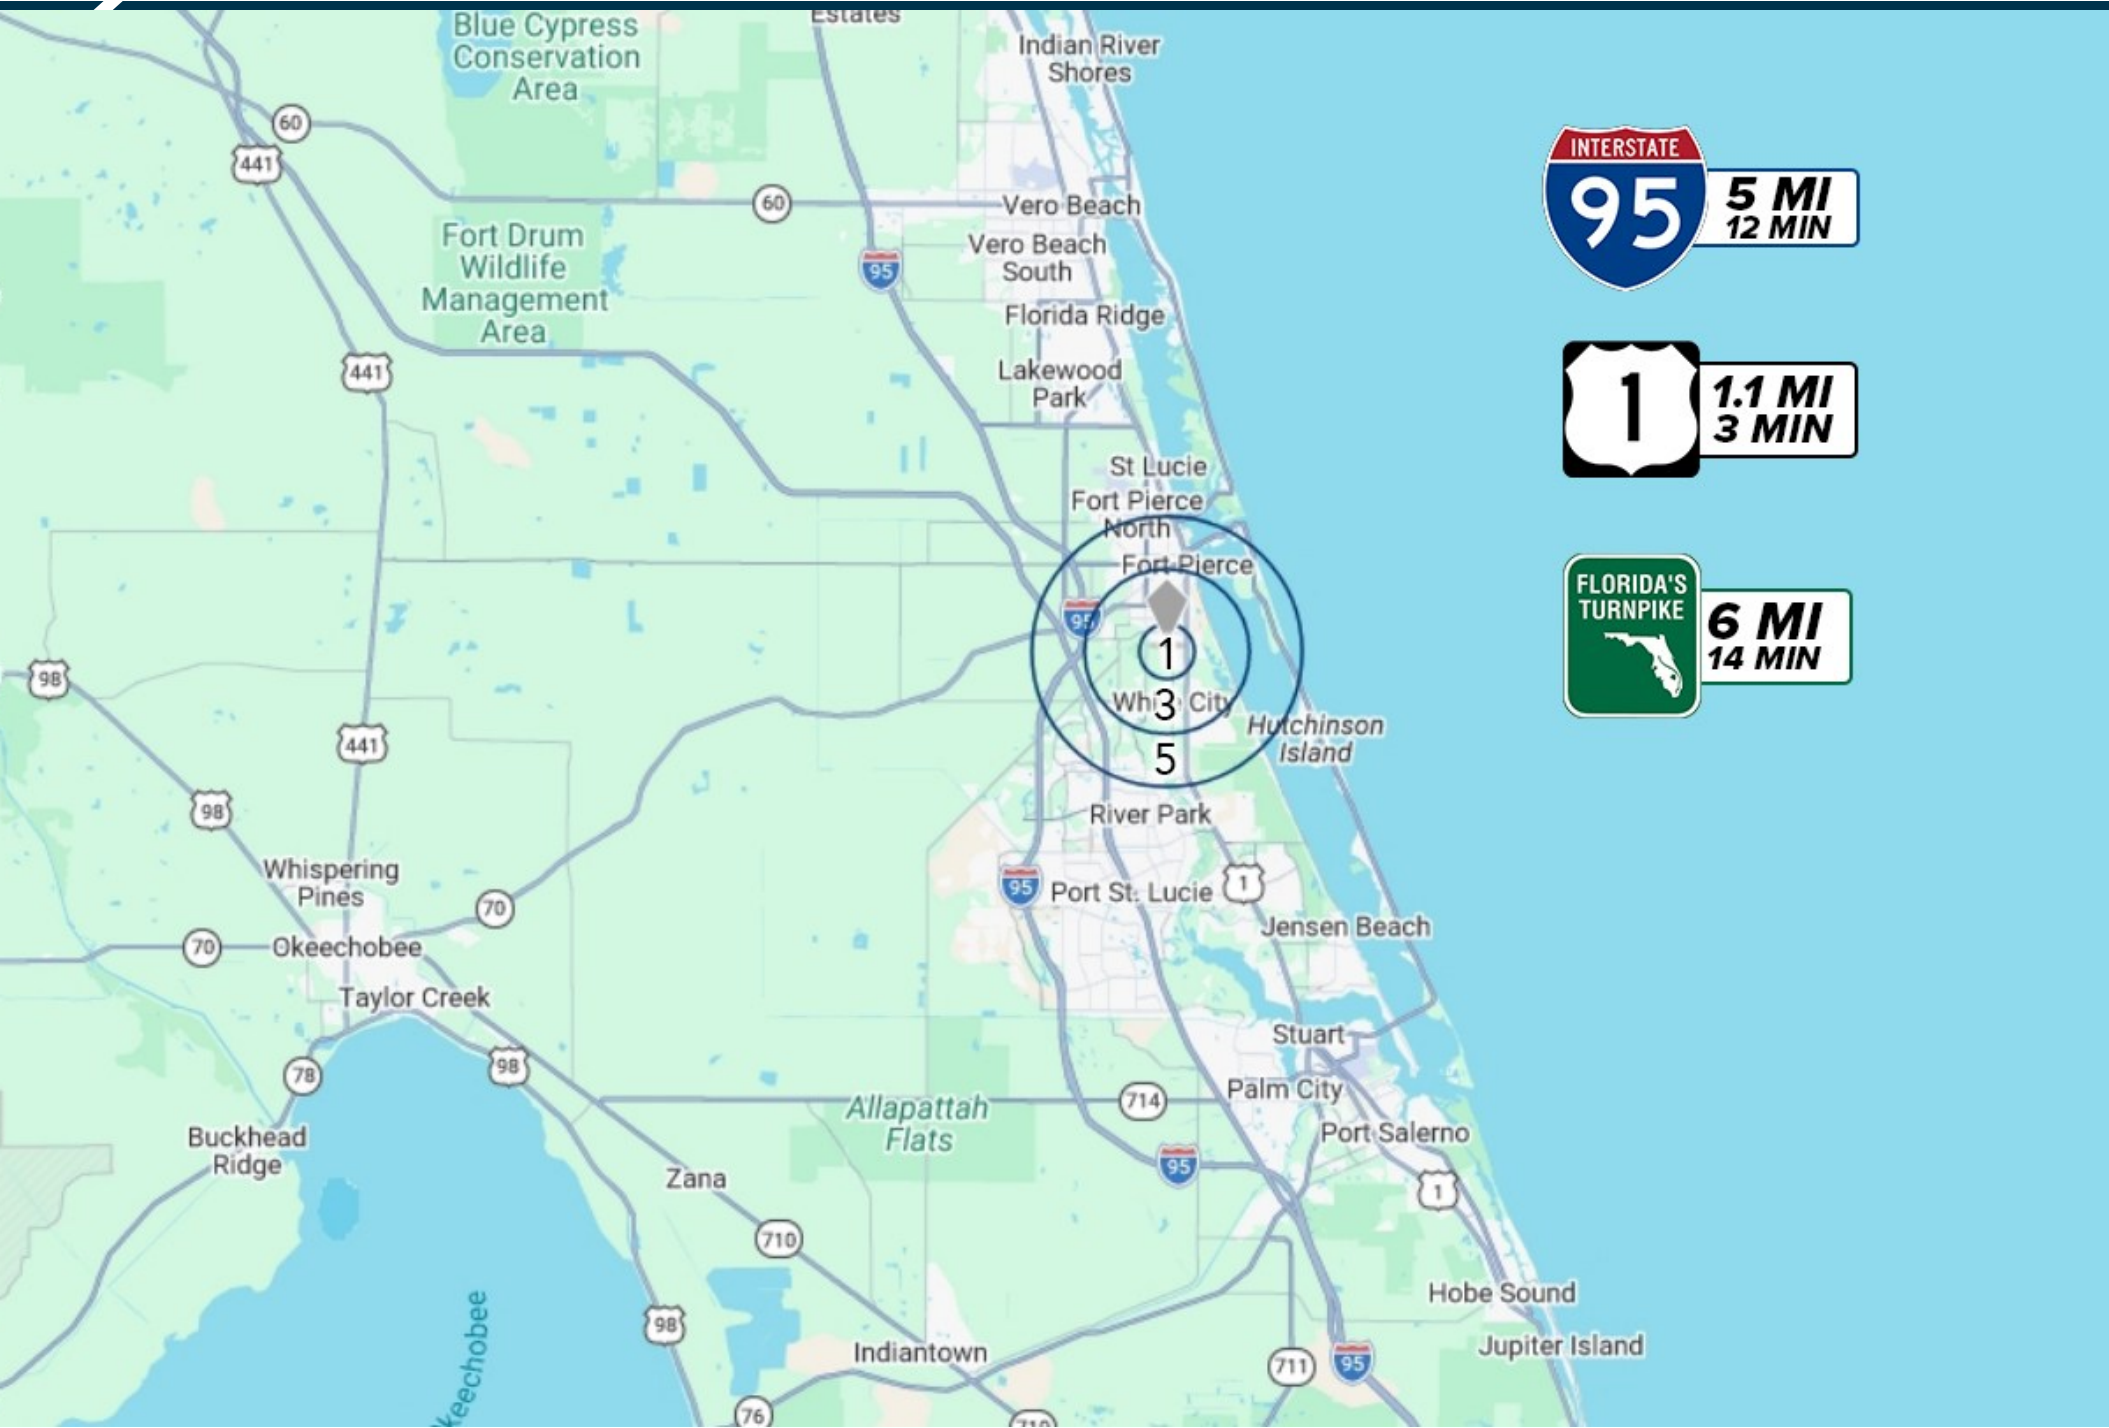 Estates
Blue Cypress
Conservation
Area
Indian River
Shores
60
441
INTERSTATE
95
5 MI
12 MIN
60
Vero Beach
Fort Drum
Wildlife
Management
Area
Vero Beach
South
95
Florida Ridge
441
Lakewood
Park
1
1.1 MI
3 MIN
St Lucie
Fort Pierce
North
Fort Pierce
FLORIDA'S
TURNPIKE
6 MI
14 MIN
95
1
98
3
Hutchinson
Island
441
5
98
River Park
Whispering
Pines
95
Port St. Lucie
1
70
Jensen Beach
70
Okeechobee
Taylor Creek
Stuart
98
78
Palm City
714
Allapattah
Flats
Port Salerno
Buckhead
Ridge
95
Zana
1
710
Hobe Sound
98
Jupiter Island
Indiantown
711
95
76